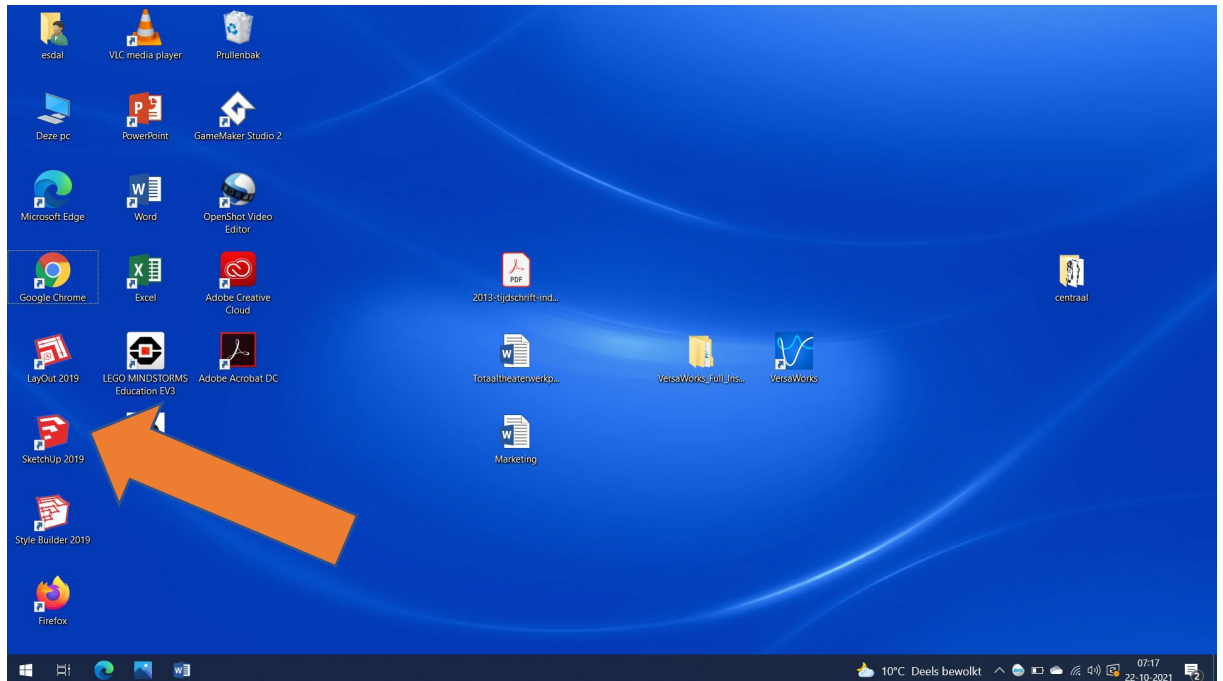 esdal
VLC media player
Prullenbak
Deze pc
PowerPoint
GameMaker Studio 2
Microsoft Edge
Word
OpenShot Video
Editor
Google Chrome
Excel
Adobe Creative
Cloud
PDF
2013-tijdschrift-ind...
centraal
LayOut 2019
LEGO MINDSTORMS
Education EV3
Adobe Acrobat DC
Totaaltheaterwerkp...
VersaWorks_Full_Ins...
VersaWorks
SketchUp 2019
Marketing
Style Builder 2019
Firefox
10°C Deels bewolkt
07:17
22-10-2021
2